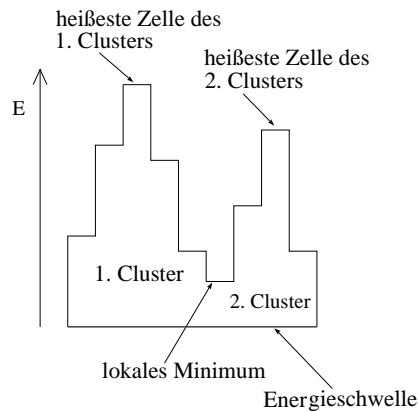 heißeste Zelle des
1. Clusters
heißeste Zelle des
2. Clusters
E
1. Cluster
2. Cluster
lokales Minimum
Energieschwelle